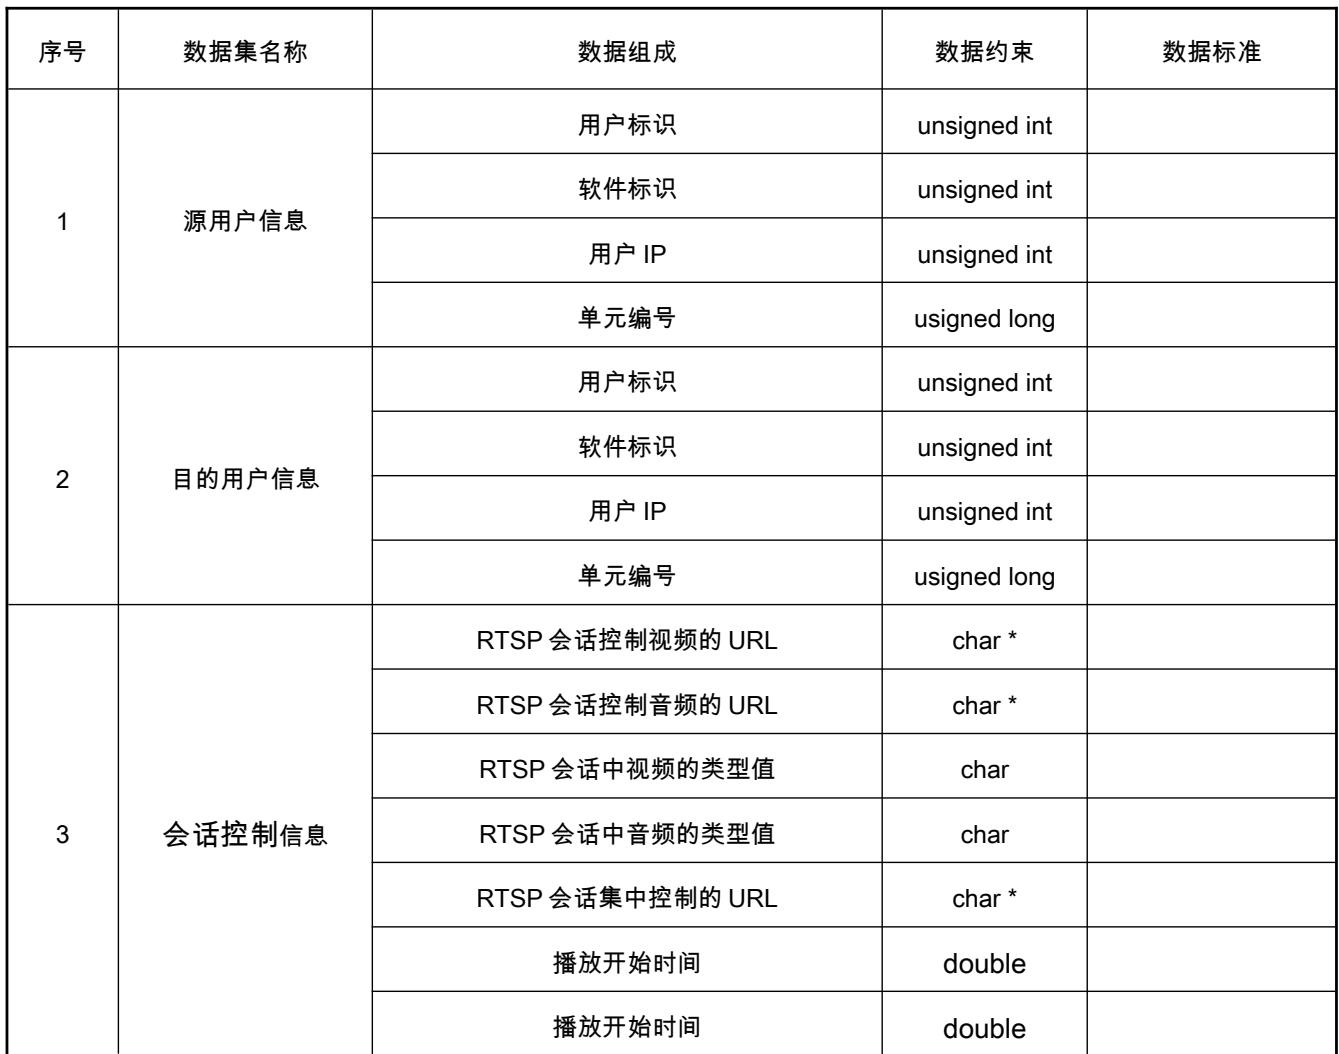 序号 数据集名称 数据组成 数据约束 数据标准
用户标识 unsigned int
软件标识 unsigned int
1 源用户信息
用户 IP unsigned int
单元编号 usigned long
用户标识 unsigned int
软件标识 unsigned int
2 目的用户信息
用户 IP unsigned int
单元编号 usigned long
RTSP 会话控制视频的 URL char *
RTSP 会话控制音频的 URL char *
RTSP 会话中视频的类型值 char
3 会话控制信息 RTSP 会话中音频的类型值 char
RTSP 会话集中控制的 URL char *
播放开始时间 double
播放开始时间 double